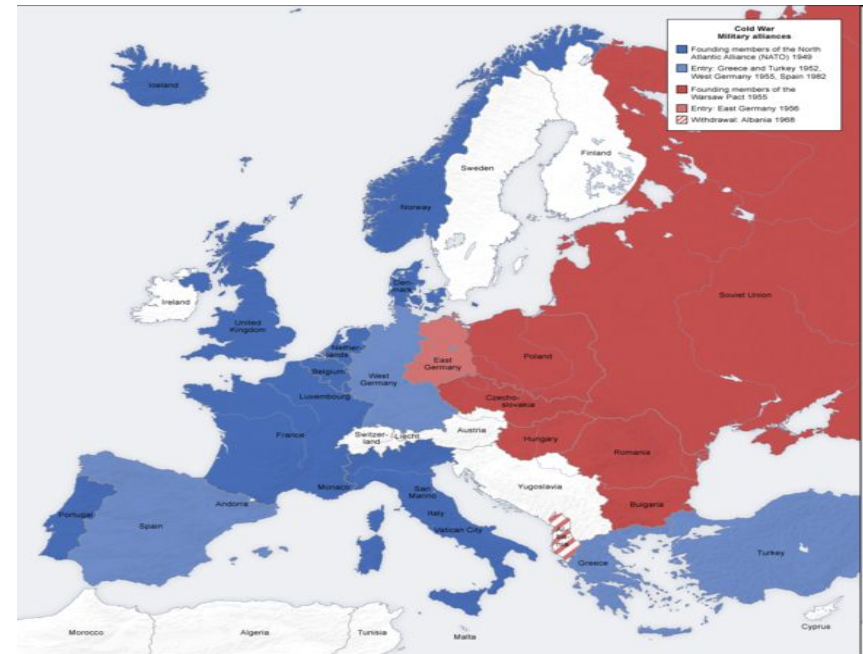 Cold War
Military alliances
Founding members of the North
Atlantic Alliance (NATO) 1949
Entry: Greece and Turkey 1952,
West Germany 1955, Spain 1982
Founding members of the
Warsaw Pact 1955
Entry: East Germany 1956
Withdrawal: Albania 1968
Iceland
Finland
Sweden
Norway
Den-
mark
Soviet Union
Ireland
United
Kingdom
Nether-
lands
Belgium
West
Germany
East
Germany
Poland
Luxembourg
Czecho-
slovakia
France
Switzer-
land
Liecht
Austria
Hungary
Romania
Monaco
San
Marino
Yugoslavia
Bulgaria
Portugal
Spain
Andorra
Italy
Vatican City
Greece
Turkey
Morocco
Algeria
Tunisia
Malta
Cyprus